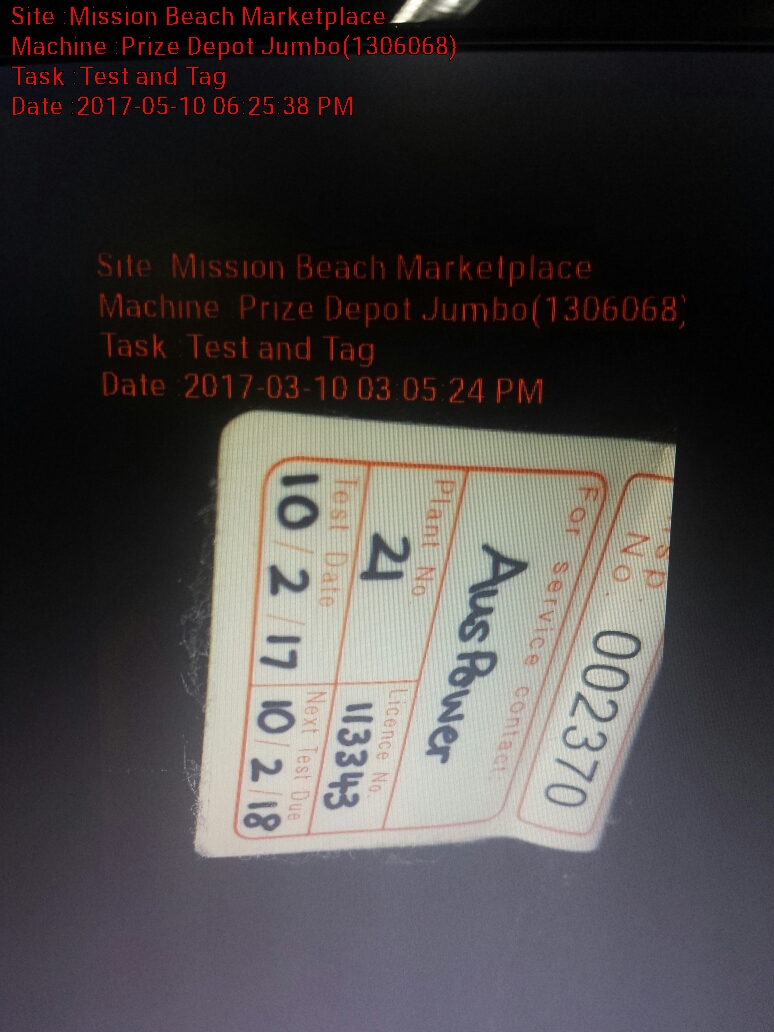 Site :Mission Beach Marketplace
Machine :Prize Depot Jumbo(1306068)
Task :Test and Tag
Date :2017-05-10 06:25:38 PM
Site :Mission Beach Marketplace
Machine :Prize Depot Jumbo(1306068)
Task :Test and Tag
Date :2017-03-10 03:05:24 PM
No 002370
For service contact:
AusPower
Plant No Licence No.
21 113343
Test Date Next Test Due
10/2/17 10/2/18